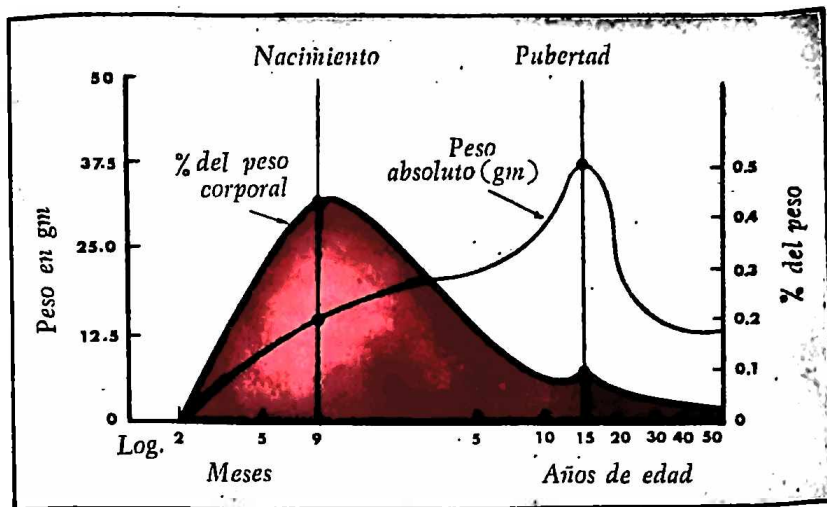 Nacimiento
Pubertad
50
37.5
25.0
12.5
0
Peso en gm
% del peso
corporal
Peso
absoluto (gm)
0.5
0.4
0.3
0.2
0.1
0
% del peso
Log.
2
5
9
5
10
15
20
30
40
50
Meses
Años de edad